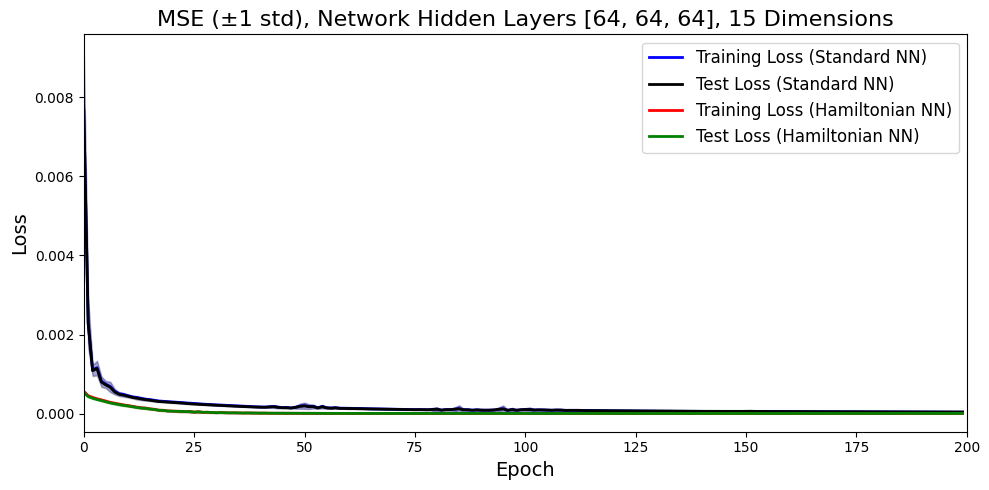 MSE (±1 std), Network Hidden Layers [64, 64, 64], 15 Dimensions
Training Loss (Standard NN)
Test Loss (Standard NN)
Training Loss (Hamiltonian NN)
Test Loss (Hamiltonian NN)
Loss
0.008
0.006
0.004
0.002
0.000
0 25 50 75 100 125 150 175 200
Epoch